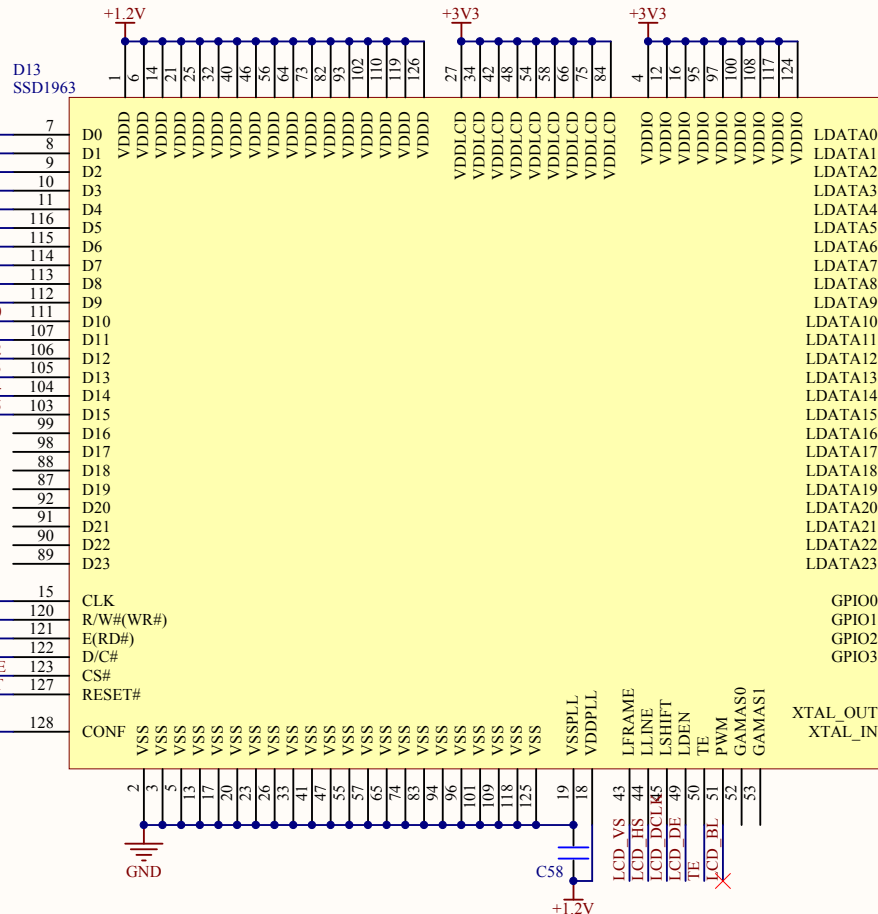 +1.2V
+3V3
+3V3
D13
SSD1963
1 6 14 21 25 32 40 46 56 64 73 82 93 102 110 119 126
27 34 42 48 54 58 66 75 84
4 12 16 95 97 100 108 117 124
VDDD VDDD VDDD VDDD VDDD VDDD VDDD VDDD VDDD VDDD VDDD VDDD VDDD VDDD VDDD VDDD VDDD
VDDLCD VDDLCD VDDLCD VDDLCD VDDLCD VDDLCD VDDLCD VDDLCD VDDLCD
VDDIO VDDIO VDDIO VDDIO VDDIO VDDIO VDDIO VDDIO VDDIO
7 D0 LDATA0
8 D1 LDATA1
9 D2 LDATA2
10 D3 LDATA3
11 D4 LDATA4
116 D5 LDATA5
115 D6 LDATA6
114 D7 LDATA7
113 D8 LDATA8
112 D9 LDATA9
111 D10 LDATA10
107 D11 LDATA11
106 D12 LDATA12
105 D13 LDATA13
104 D14 LDATA14
103 D15 LDATA15
99 D16 LDATA16
98 D17 LDATA17
88 D18 LDATA18
87 D19 LDATA19
92 D20 LDATA20
91 D21 LDATA21
90 D22 LDATA22
89 D23 LDATA23
15 CLK GPIO0
120 R/W#(WR#) GPIO1
121 E(RD#) GPIO2
122 D/C# GPIO3
123 CS#
127 RESET#
XTAL_OUT
128 CONF XTAL_IN
VSS VSS VSS VSS VSS VSS VSS VSS VSS VSS VSS VSS VSS VSS VSS VSS VSS VSS VSS VSS VSS VSS
VSSPLL VDDPLL
LFRAME LLINE LSHIFT LDEN TE PWM GAMAS0 GAMAS1
2 3 5 13 17 20 23 26 33 41 47 55 57 65 74 83 94 96 101 109 118 125
19 18
43 44 45 49 50 51 52 53
LCD_VS LCD_HS LCD_DCLK LCD_DE TE LCD_BL
GND
C58
+1.2V